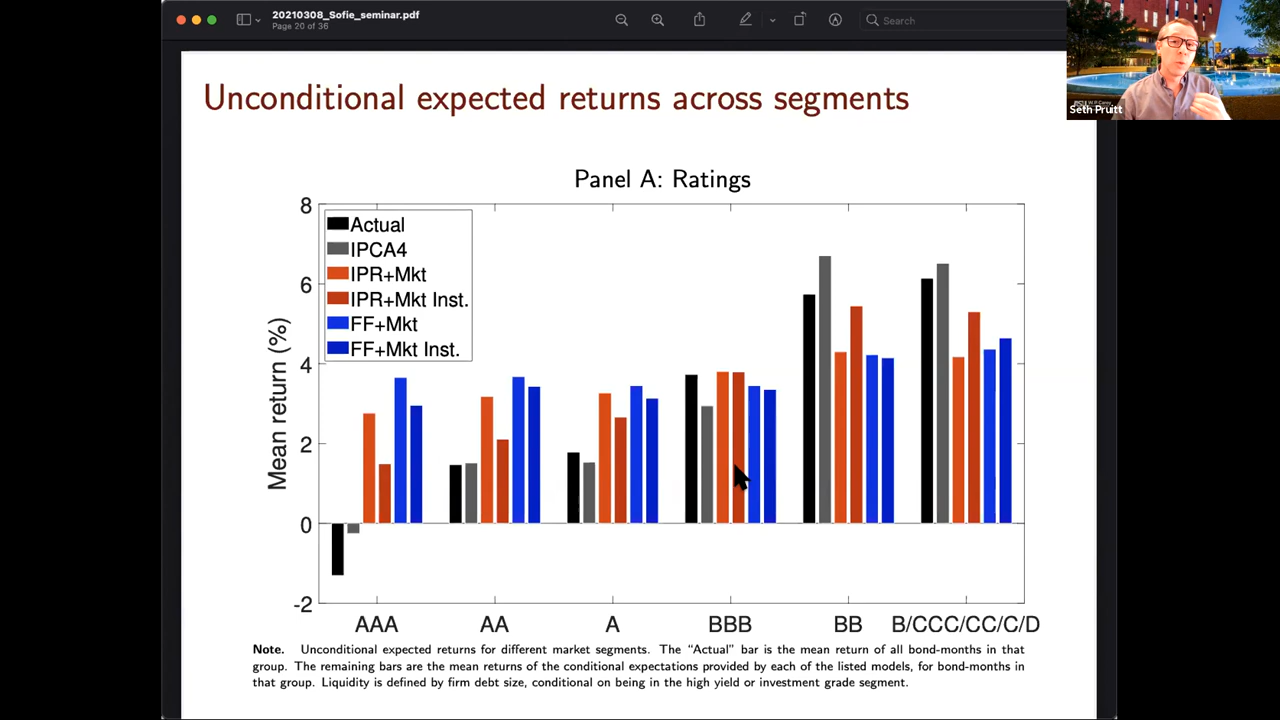 20210308_Sofie_seminar.pdf
Page 20 of 36
Search
Seth Pruitt
Unconditional expected returns across segments
Panel A: Ratings
Mean return (%)
8
6
4
2
0
-2
Actual
IPCA4
IPR+Mkt
IPR+Mkt Inst.
FF+Mkt
FF+Mkt Inst.
AAA
AA
A
BBB
BB
B/CCC/CC/C/D
Note. Unconditional expected returns for different market segments. The “Actual” bar is the mean return of all bond-months in that
group. The remaining bars are the mean returns of the conditional expectations provided by each of the listed models, for bond-months in
that group. Liquidity is defined by firm debt size, conditional on being in the high yield or investment grade segment.